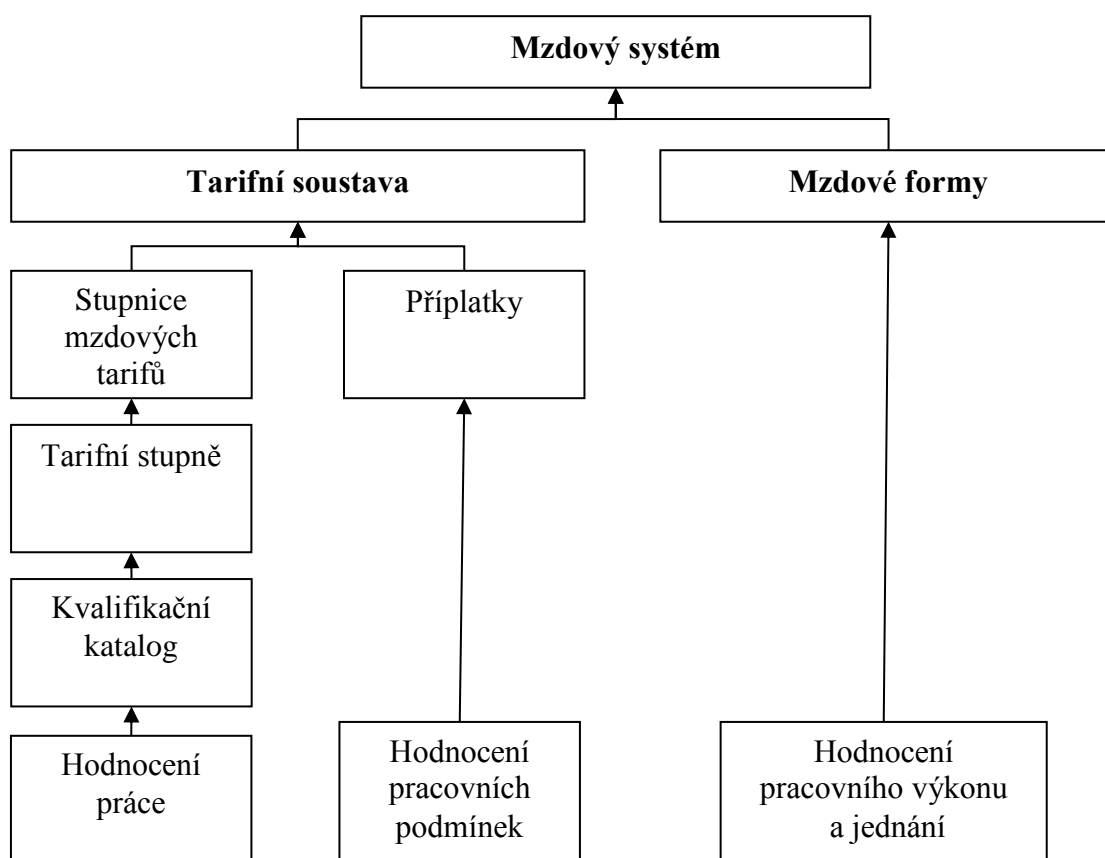 Mzdový systém
Tarifní soustava
Mzdové formy
Stupnice
mzdových
tarifů
Příplatky
Tarifní stupně
Kvalifikační
katalog
Hodnocení
práce
Hodnocení
pracovních
podmínek
Hodnocení
pracovního výkonu
a jednání